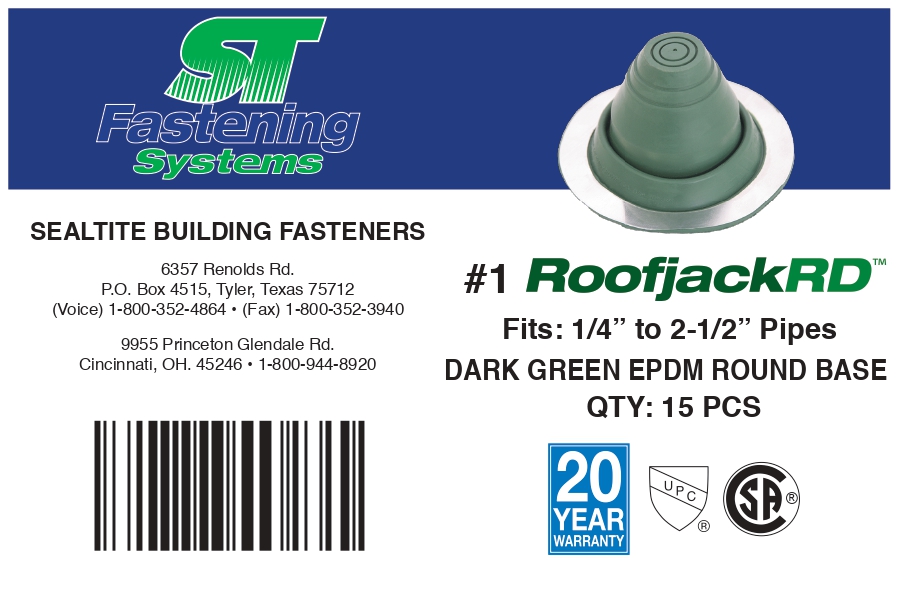 ST
Fastening
Systems
SEALTITE BUILDING FASTENERS
6357 Renolds Rd.
P.O. Box 4515, Tyler, Texas 75712
(Voice) 1-800-352-4864 • (Fax) 1-800-352-3940
9955 Princeton Glendale Rd.
Cincinnati, OH. 45246 • 1-800-944-8920
#1 RoofjackRD™
Fits: 1/4” to 2-1/2” Pipes
DARK GREEN EPDM ROUND BASE
QTY: 15 PCS
20
YEAR
WARRANTY
UPC®
CSA®